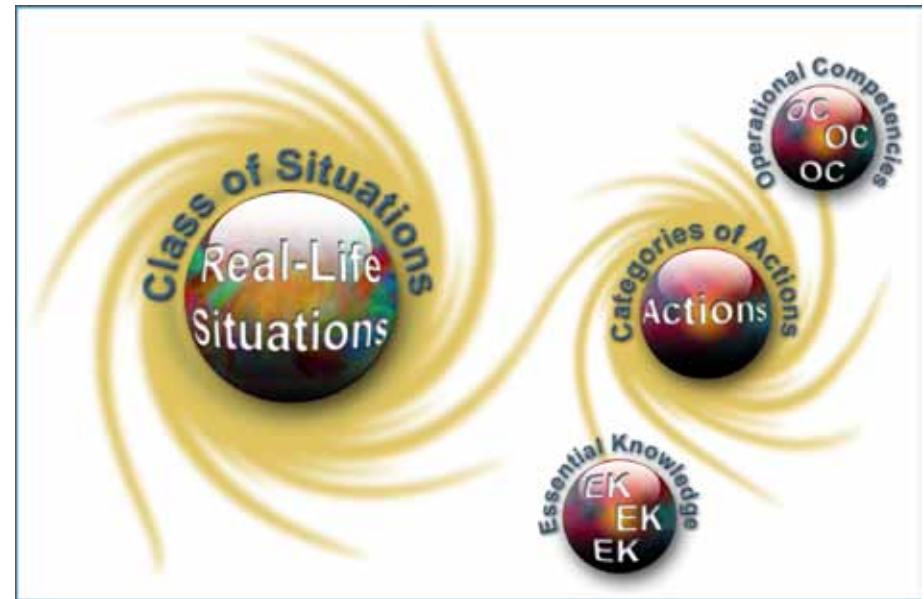 Class of Situations
Real-Life
Situations
Categories of Actions
Actions
Operational Competencies
OC
OC
OC
Essential Knowledge
EK
EK
EK